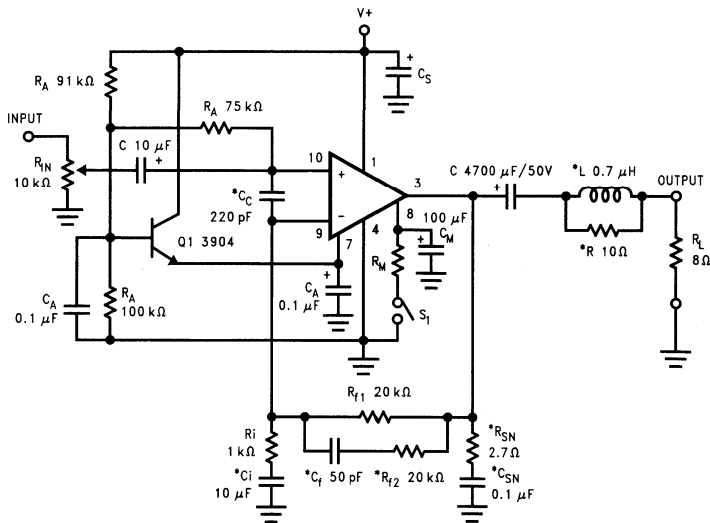 V+
R_A 91 kΩ
+
C_S
R_A 75 kΩ
INPUT
C 10 μF
+
R_IN
10 kΩ
10
+
1
3
C 4700 μF/50V
+
*L 0.7 μH
OUTPUT
*C_C
220 pF
−
9
7
4
8
100 μF
+
C_M
*R 10Ω
R_L
8Ω
Q1 3904
R_M
+
C_A
0.1 μF
R_A
100 kΩ
C_A
0.1 μF
S_1
R_f1 20 kΩ
Ri
1 kΩ
*R_SN
2.7Ω
*Ci
10 μF
*C_f 50 pF
*R_f2 20 kΩ
*C_SN
0.1 μF